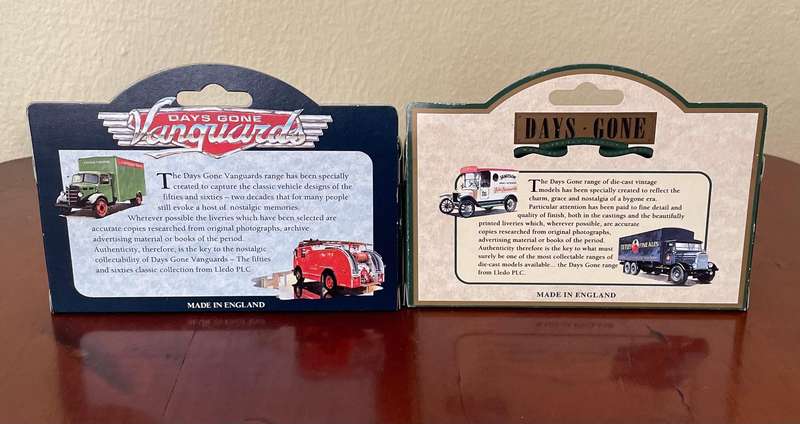 DAYS GONE
Vanguards
The Days Gone Vanguards range has been specially
created to capture the classic vehicle designs of the
fifties and sixties – two decades that for many people
still evoke a host of nostalgic memories.
Wherever possible the liveries which have been selected are
accurate copies researched from original photographs, archive
advertising material or books of the period.
Authenticity, therefore, is the key to the nostalgic
collectability of Days Gone Vanguards – The fifties
and sixties classic collection from Lledo PLC.
MADE IN ENGLAND
DAYS · GONE
The Days Gone range of die-cast vintage
models has been specially created to reflect the
charm, grace and nostalgia of a bygone era.
Particular attention has been paid to fine detail and
quality of finish, both in the castings and the beautifully
printed liveries which, wherever possible, are accurate
copies researched from original photographs,
advertising material or books of the period.
Authenticity therefore is the key to what must
surely be one of the most collectable ranges of
die-cast models available... the Days Gone range
from Lledo PLC.
MADE IN ENGLAND